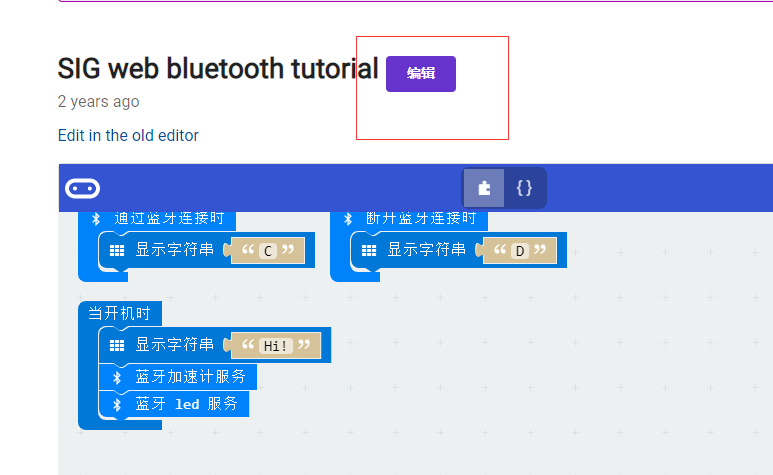 SIG web bluetooth tutorial 编辑
2 years ago
Edit in the old editor
{ }
通过蓝牙连接时
断开蓝牙连接时
显示字符串 “ C ”
显示字符串 “ D ”
当开机时
显示字符串 “ Hi! ”
蓝牙加速计服务
蓝牙 led 服务